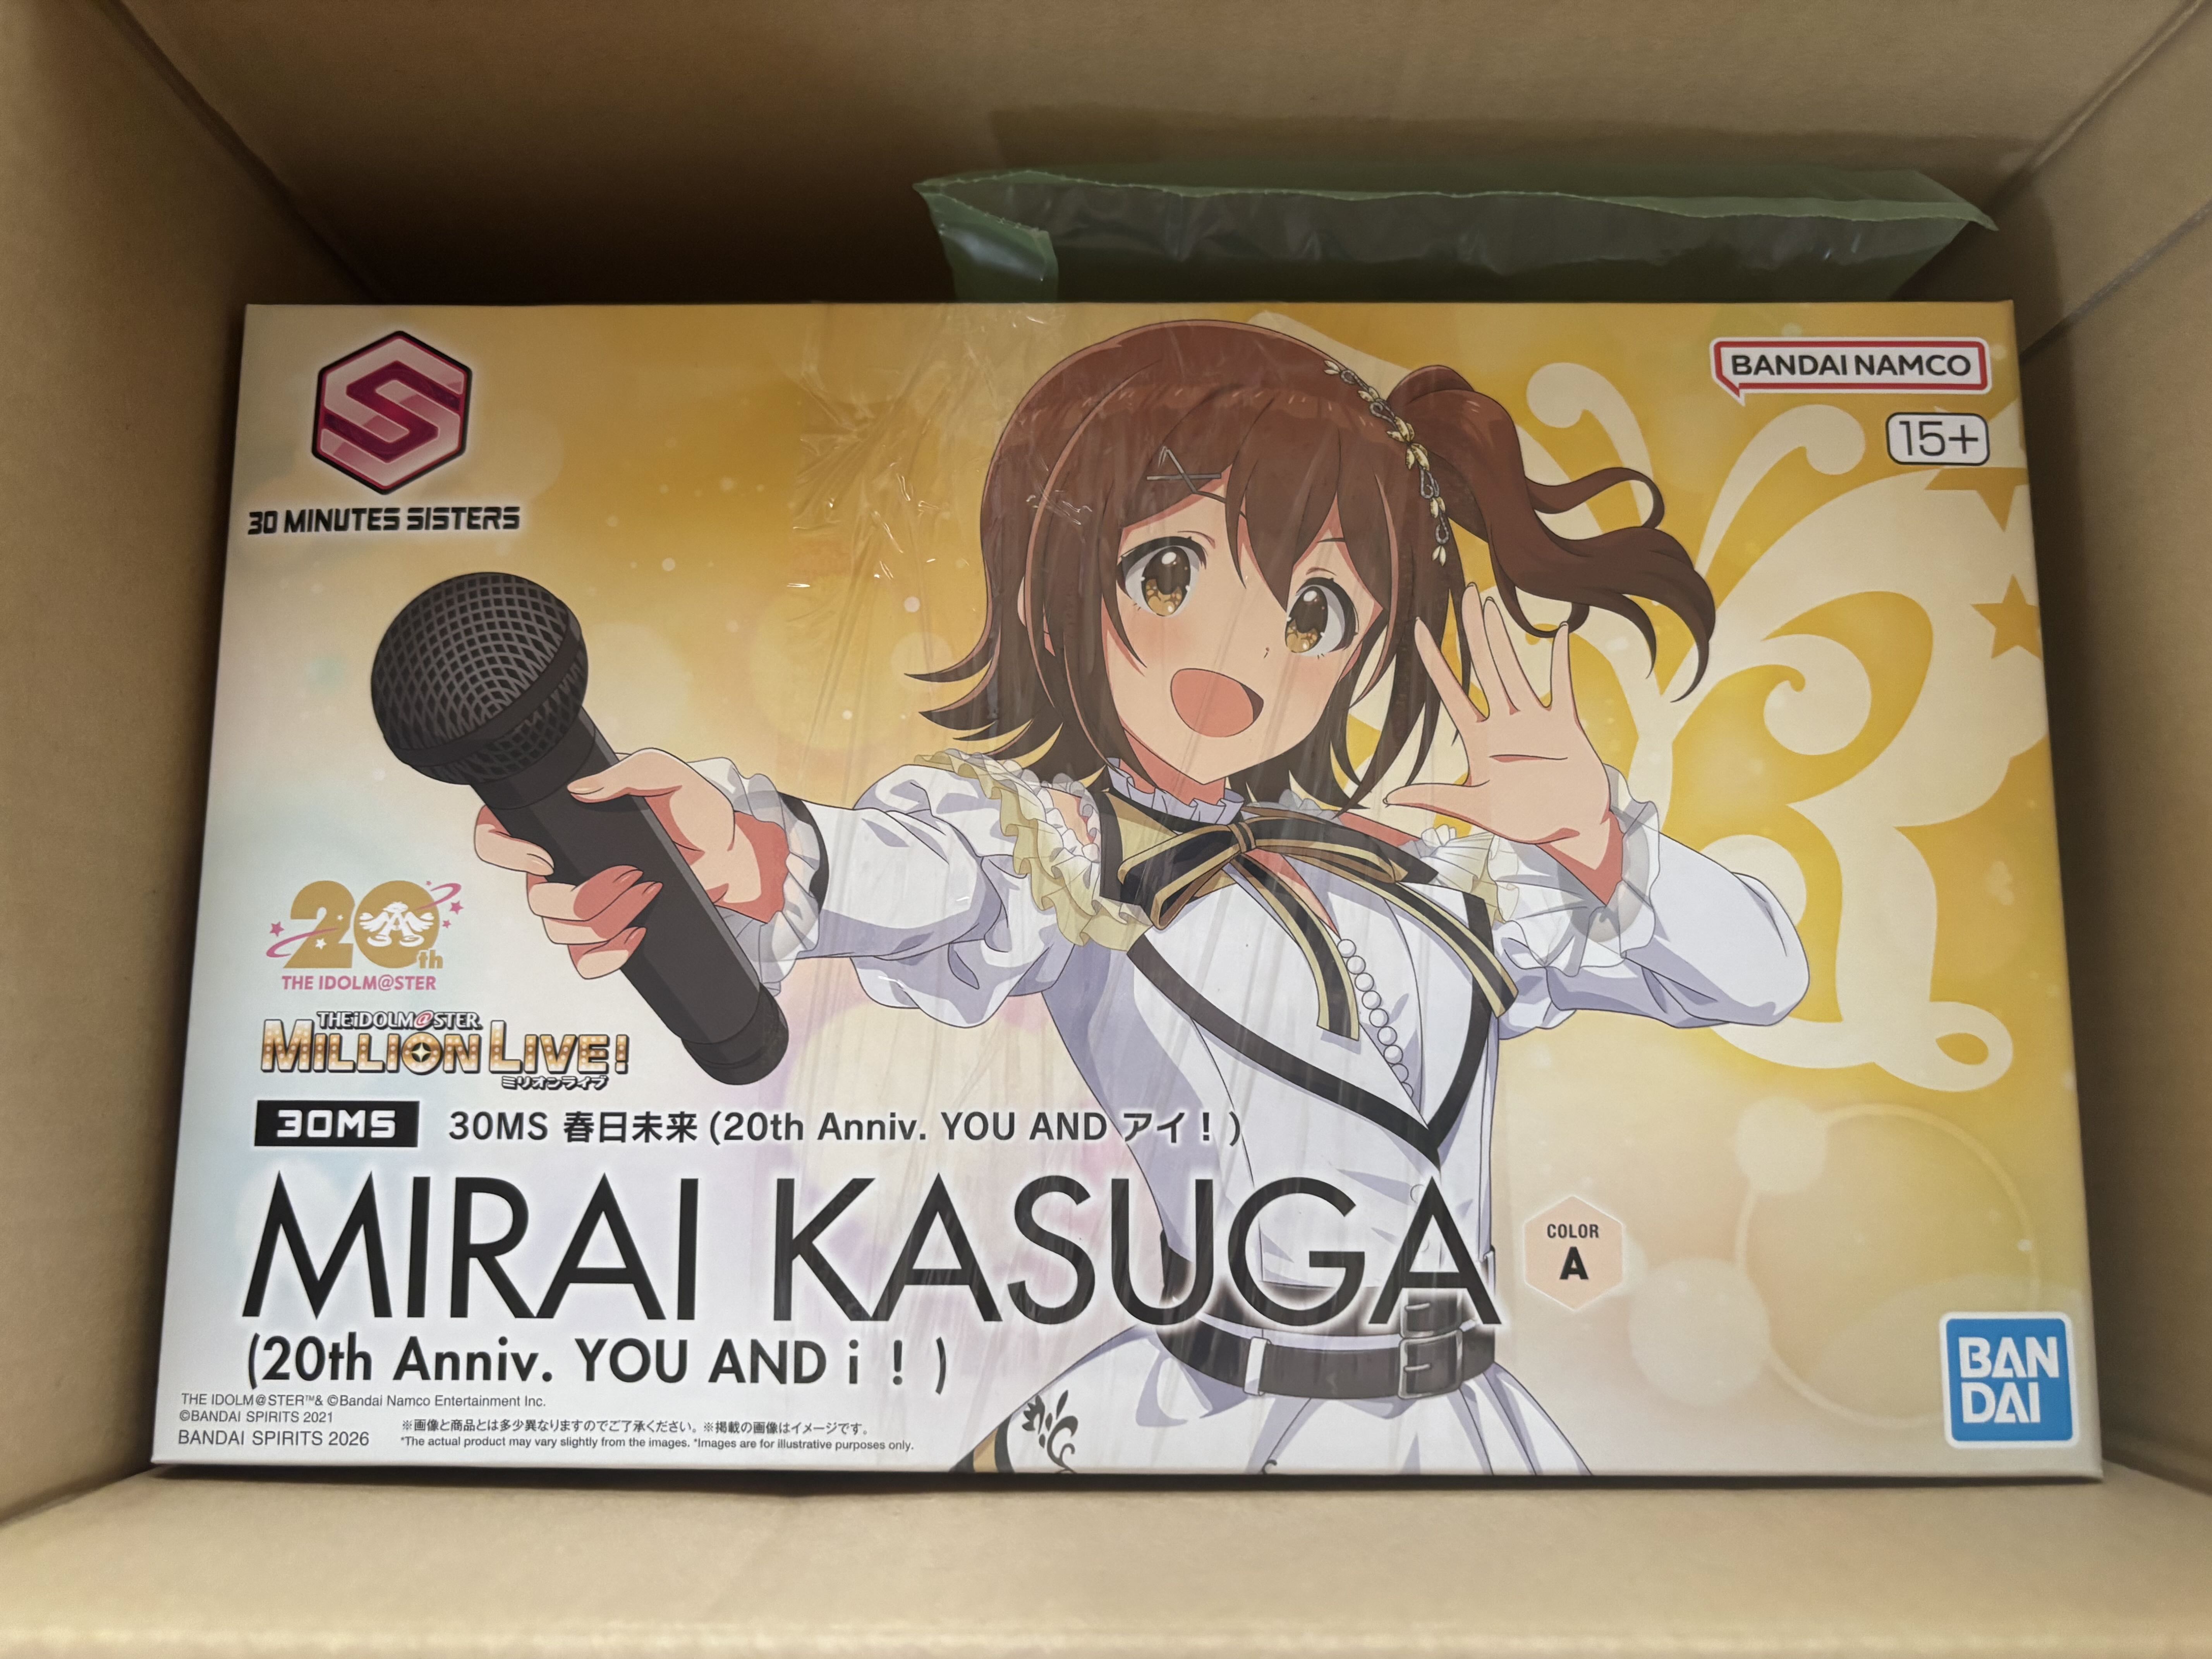 BANDAI NAMCO
15+
S
30 MINUTES SISTERS
20th
THE IDOLM@STER
THE iDOLM@STER
MILLION LIVE!
ミリオンライブ
30MS 30MS 春日未来 (20th Anniv. YOU AND アイ！)
MIRAI KASUGA
COLOR
A
(20th Anniv. YOU AND i！)
THE IDOLM@STER™& ©Bandai Namco Entertainment Inc.
©BANDAI SPIRITS 2021
BANDAI SPIRITS 2026
※画像と商品とは多少異なりますのでご了承ください。※掲載の画像はイメージです。
*The actual product may vary slightly from the images. *Images are for illustrative purposes only.
BAN
DAI